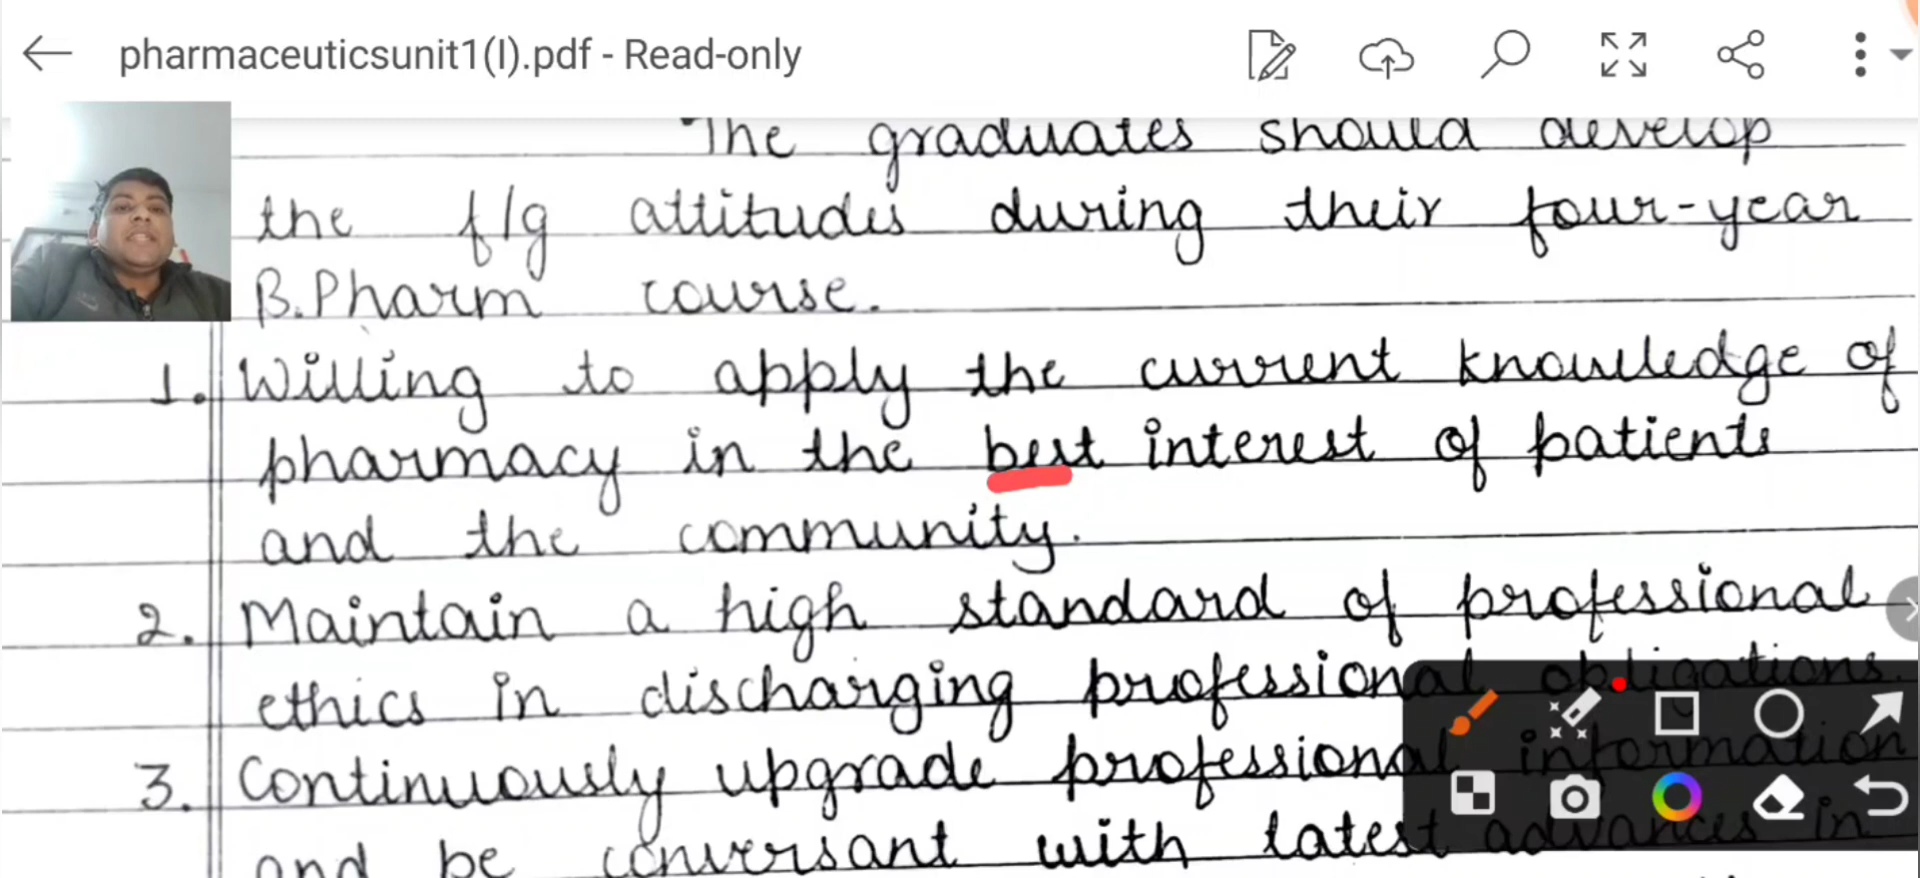 pharmaceuticsunit1(I).pdf - Read-only
The graduates should develop
the f/g attitudes during their four-year
B.Pharm course.
1. Willing to apply the current knowledge of
pharmacy in the best interest of patients
and the community.
2. Maintain a high standard of professional
ethics in discharging professional obligations.
3. Continuously upgrade professional information
and be conversant with latest advances in